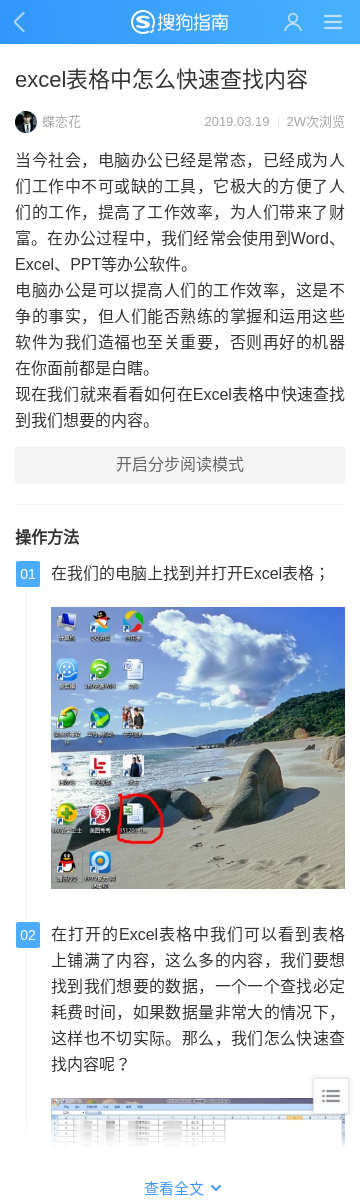 搜狗指南
excel表格中怎么快速查找内容
蝶恋花
2019.03.19
2W次浏览
当今社会，电脑办公已经是常态，已经成为人
们工作中不可或缺的工具，它极大的方便了人
们的工作，提高了工作效率，为人们带来了财
富。在办公过程中，我们经常会使用到Word、
Excel、PPT等办公软件。
电脑办公是可以提高人们的工作效率，这是不
争的事实，但人们能否熟练的掌握和运用这些
软件为我们造福也至关重要，否则再好的机器
在你面前都是白瞎。
现在我们就来看看如何在Excel表格中快速查找
到我们想要的内容。
开启分步阅读模式
操作方法
01
在我们的电脑上找到并打开Excel表格；
美图秀秀
02
在打开的Excel表格中我们可以看到表格
上铺满了内容，这么多的内容，我们要想
找到我们想要的数据，一个一个查找必定
耗费时间，如果数据量非常大的情况下，
这样也不切实际。那么，我们怎么快速查
找内容呢？
查看全文